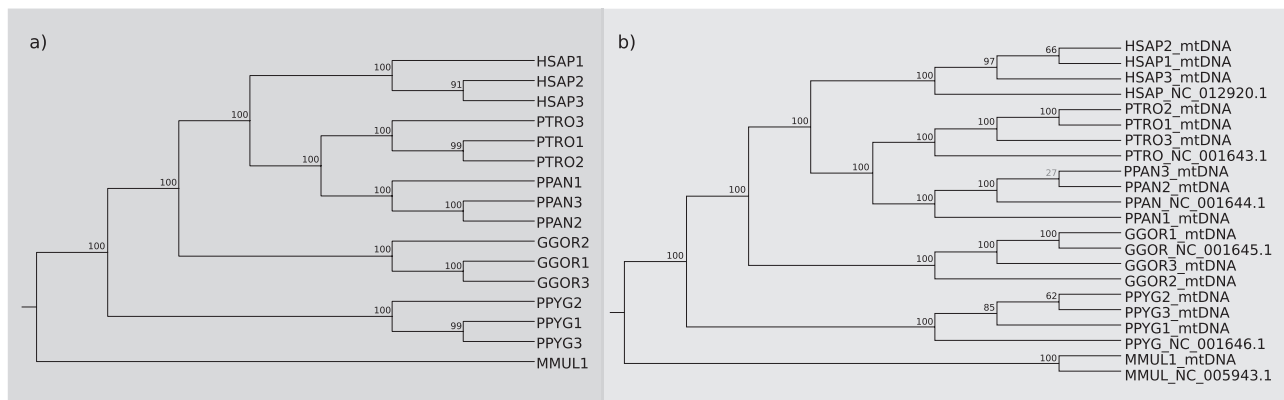 a)
100
HSAP1
91
HSAP2
HSAP3
100
100
PTRO3
99
PTRO1
PTRO2
100
100
PPAN1
100
PPAN3
PPAN2
100
100
GGOR2
100
GGOR1
GGOR3
100
100
PPYG2
99
PPYG1
PPYG3
MMUL1
b)
66
HSAP2_mtDNA
97
HSAP1_mtDNA
100
HSAP3_mtDNA
HSAP_NC_012920.1
100
100
PTRO2_mtDNA
100
PTRO1_mtDNA
100
PTRO3_mtDNA
PTRO_NC_001643.1
100
27
PPAN3_mtDNA
100
PPAN2_mtDNA
100
PPAN_NC_001644.1
PPAN1_mtDNA
100
100
GGOR1_mtDNA
100
GGOR_NC_001645.1
100
GGOR3_mtDNA
GGOR2_mtDNA
100
62
PPYG2_mtDNA
85
PPYG3_mtDNA
100
PPYG1_mtDNA
PPYG_NC_001646.1
100
MMUL1_mtDNA
MMUL_NC_005943.1